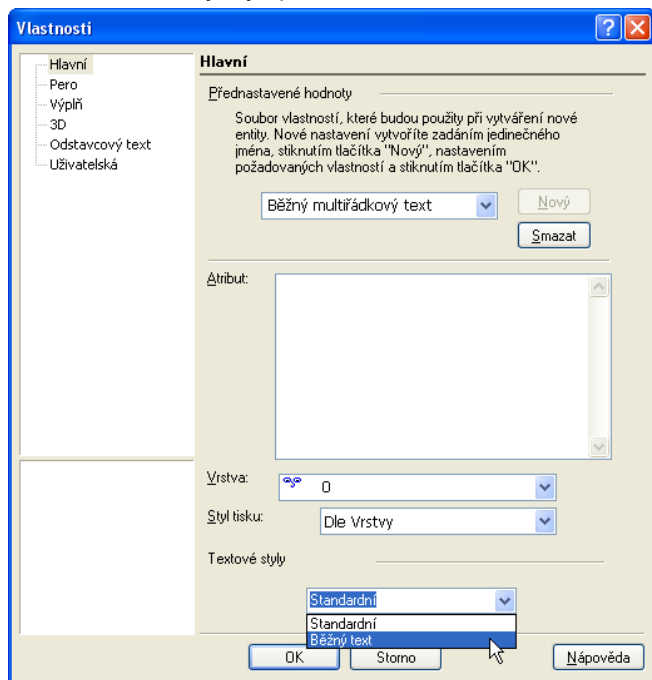 Vlastnosti
Hlavní
Pero
Výplň
3D
Odstavcový text
Uživatelská
Hlavní
Přednastavené hodnoty
Soubor vlastností, které budou použity při vytváření nové
entity. Nové nastavení vytvoříte zadáním jedinečného
jména, stiknutím tlačítka "Nový", nastavením
požadovaných vlastností a stiknutím tlačítka "OK".
Běžný multiřádkový text
Nový
Smazat
Atribut:
Vrstva:
0
Styl tisku:
Dle Vrstvy
Textové styly
Standardní
Standardní
Běžný text
OK
Storno
Nápověda